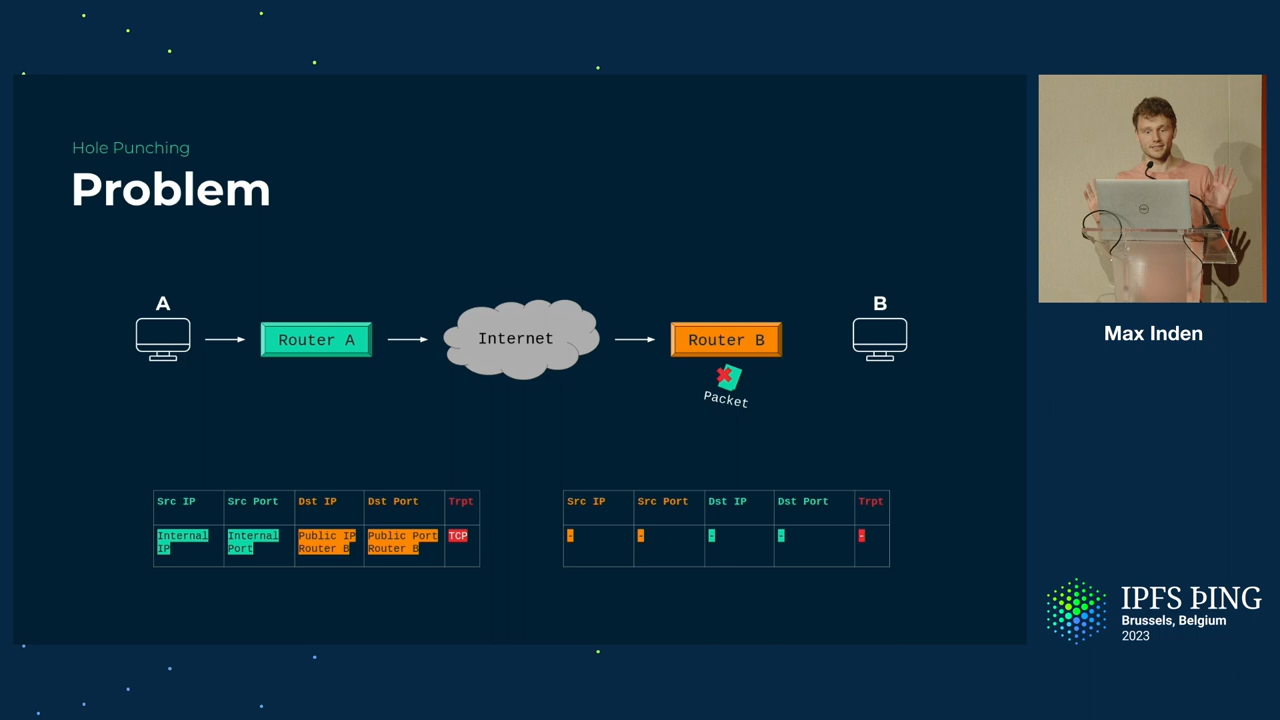 Hole Punching
Problem
A
B
Router A
Internet
Router B
Packet
Src IP Src Port Dst IP Dst Port Trpt
Internal IP Internal Port Public IP Router B Public Port Router B TCP
Src IP Src Port Dst IP Dst Port Trpt
- - - - -
Max Inden
IPFS ÞING
Brussels, Belgium
2023